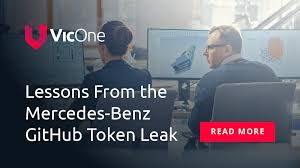 VicOne
Lessons From the
Mercedes-Benz
GitHub Token Leak
READ MORE